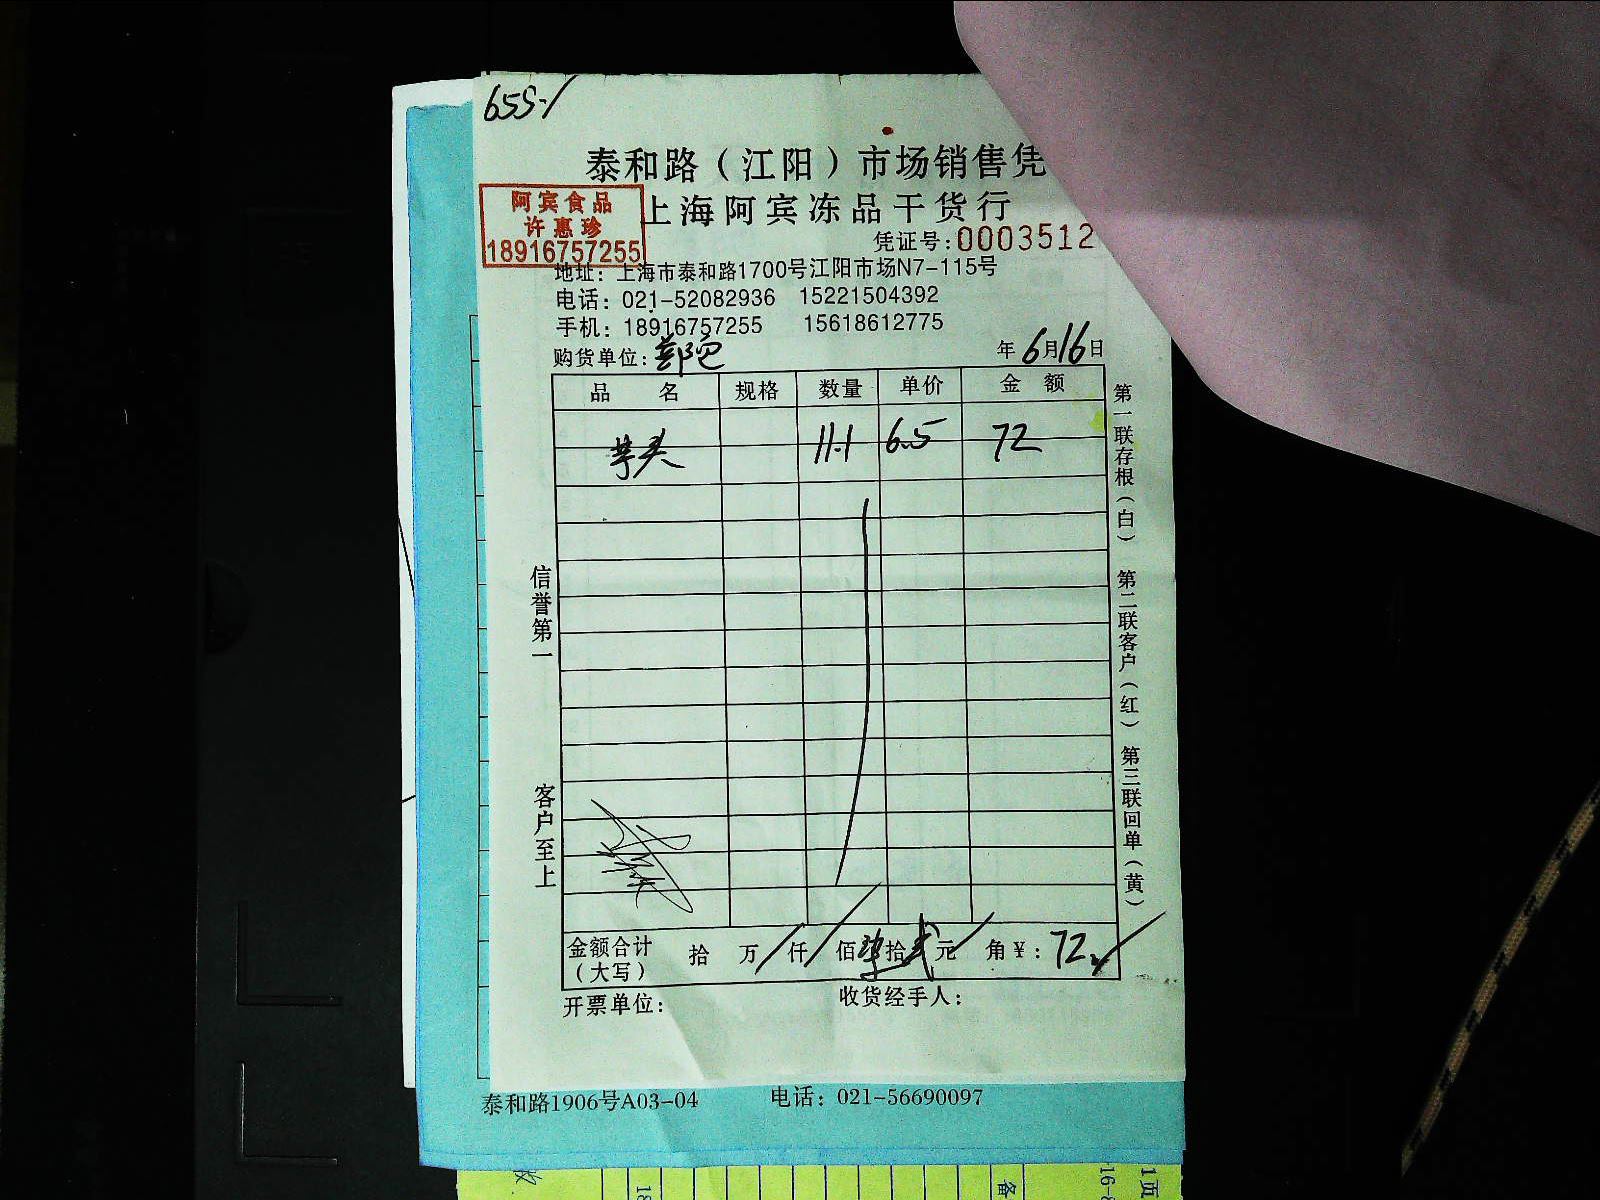 655-/
泰和路（江阳）市场销售凭
阿宾食品
许惠珍
18916757255
上海阿宾冻品干货行
凭证号:0003512
地址：上海市泰和路1700号江阳市场N7-115号
电话：021-52082936 15221504392
手机：18916757255 15618612775
购货单位:
年6月16日
品 名 规格 数量 单价 金 额
芋头 11.1 6.5 72
信誉第一
客户至上
第一联存根（白） 第二联客户（红） 第三联回单（黄）
金额合计（大写） 拾 万 仟 佰 柒拾贰元 角 ¥：72
开票单位： 收货经手人：
泰和路1906号A03-04 电话：021-56690097